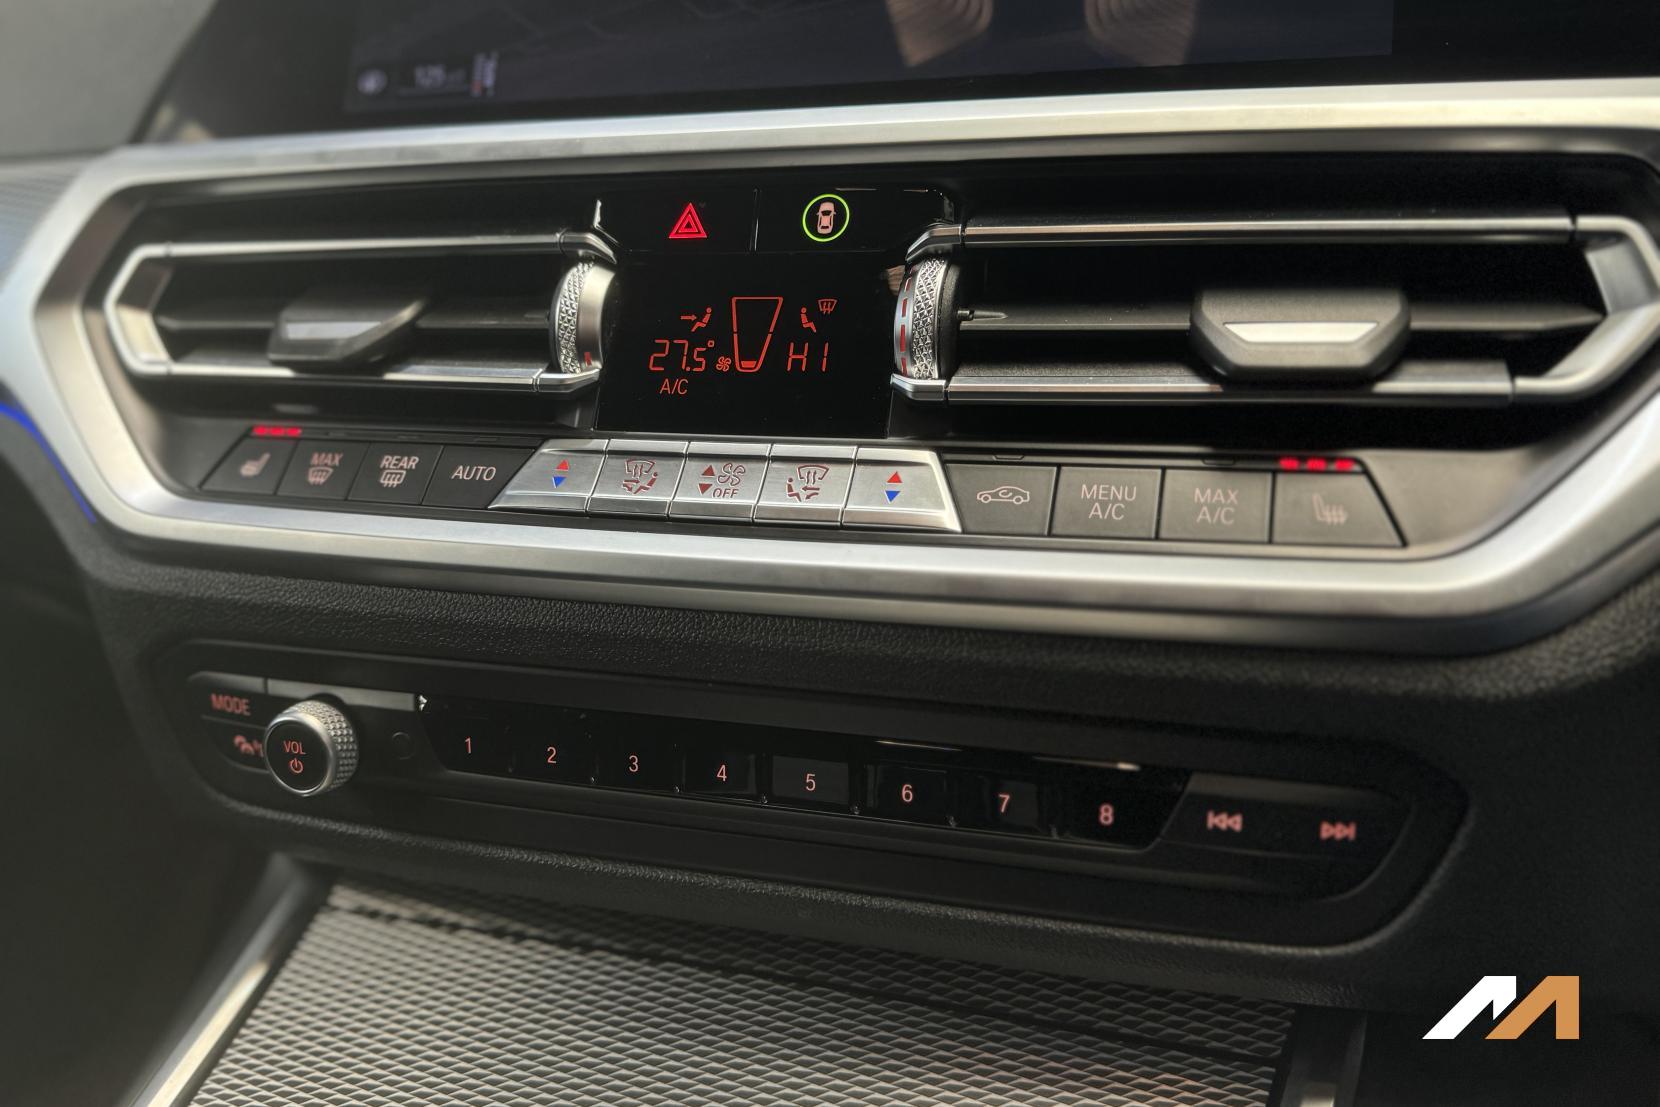 27.5°
HI
A/C
MAX
REAR
AUTO
OFF
MENU
A/C
MAX
A/C
MODE
VOL
1
2
3
4
5
6
7
8